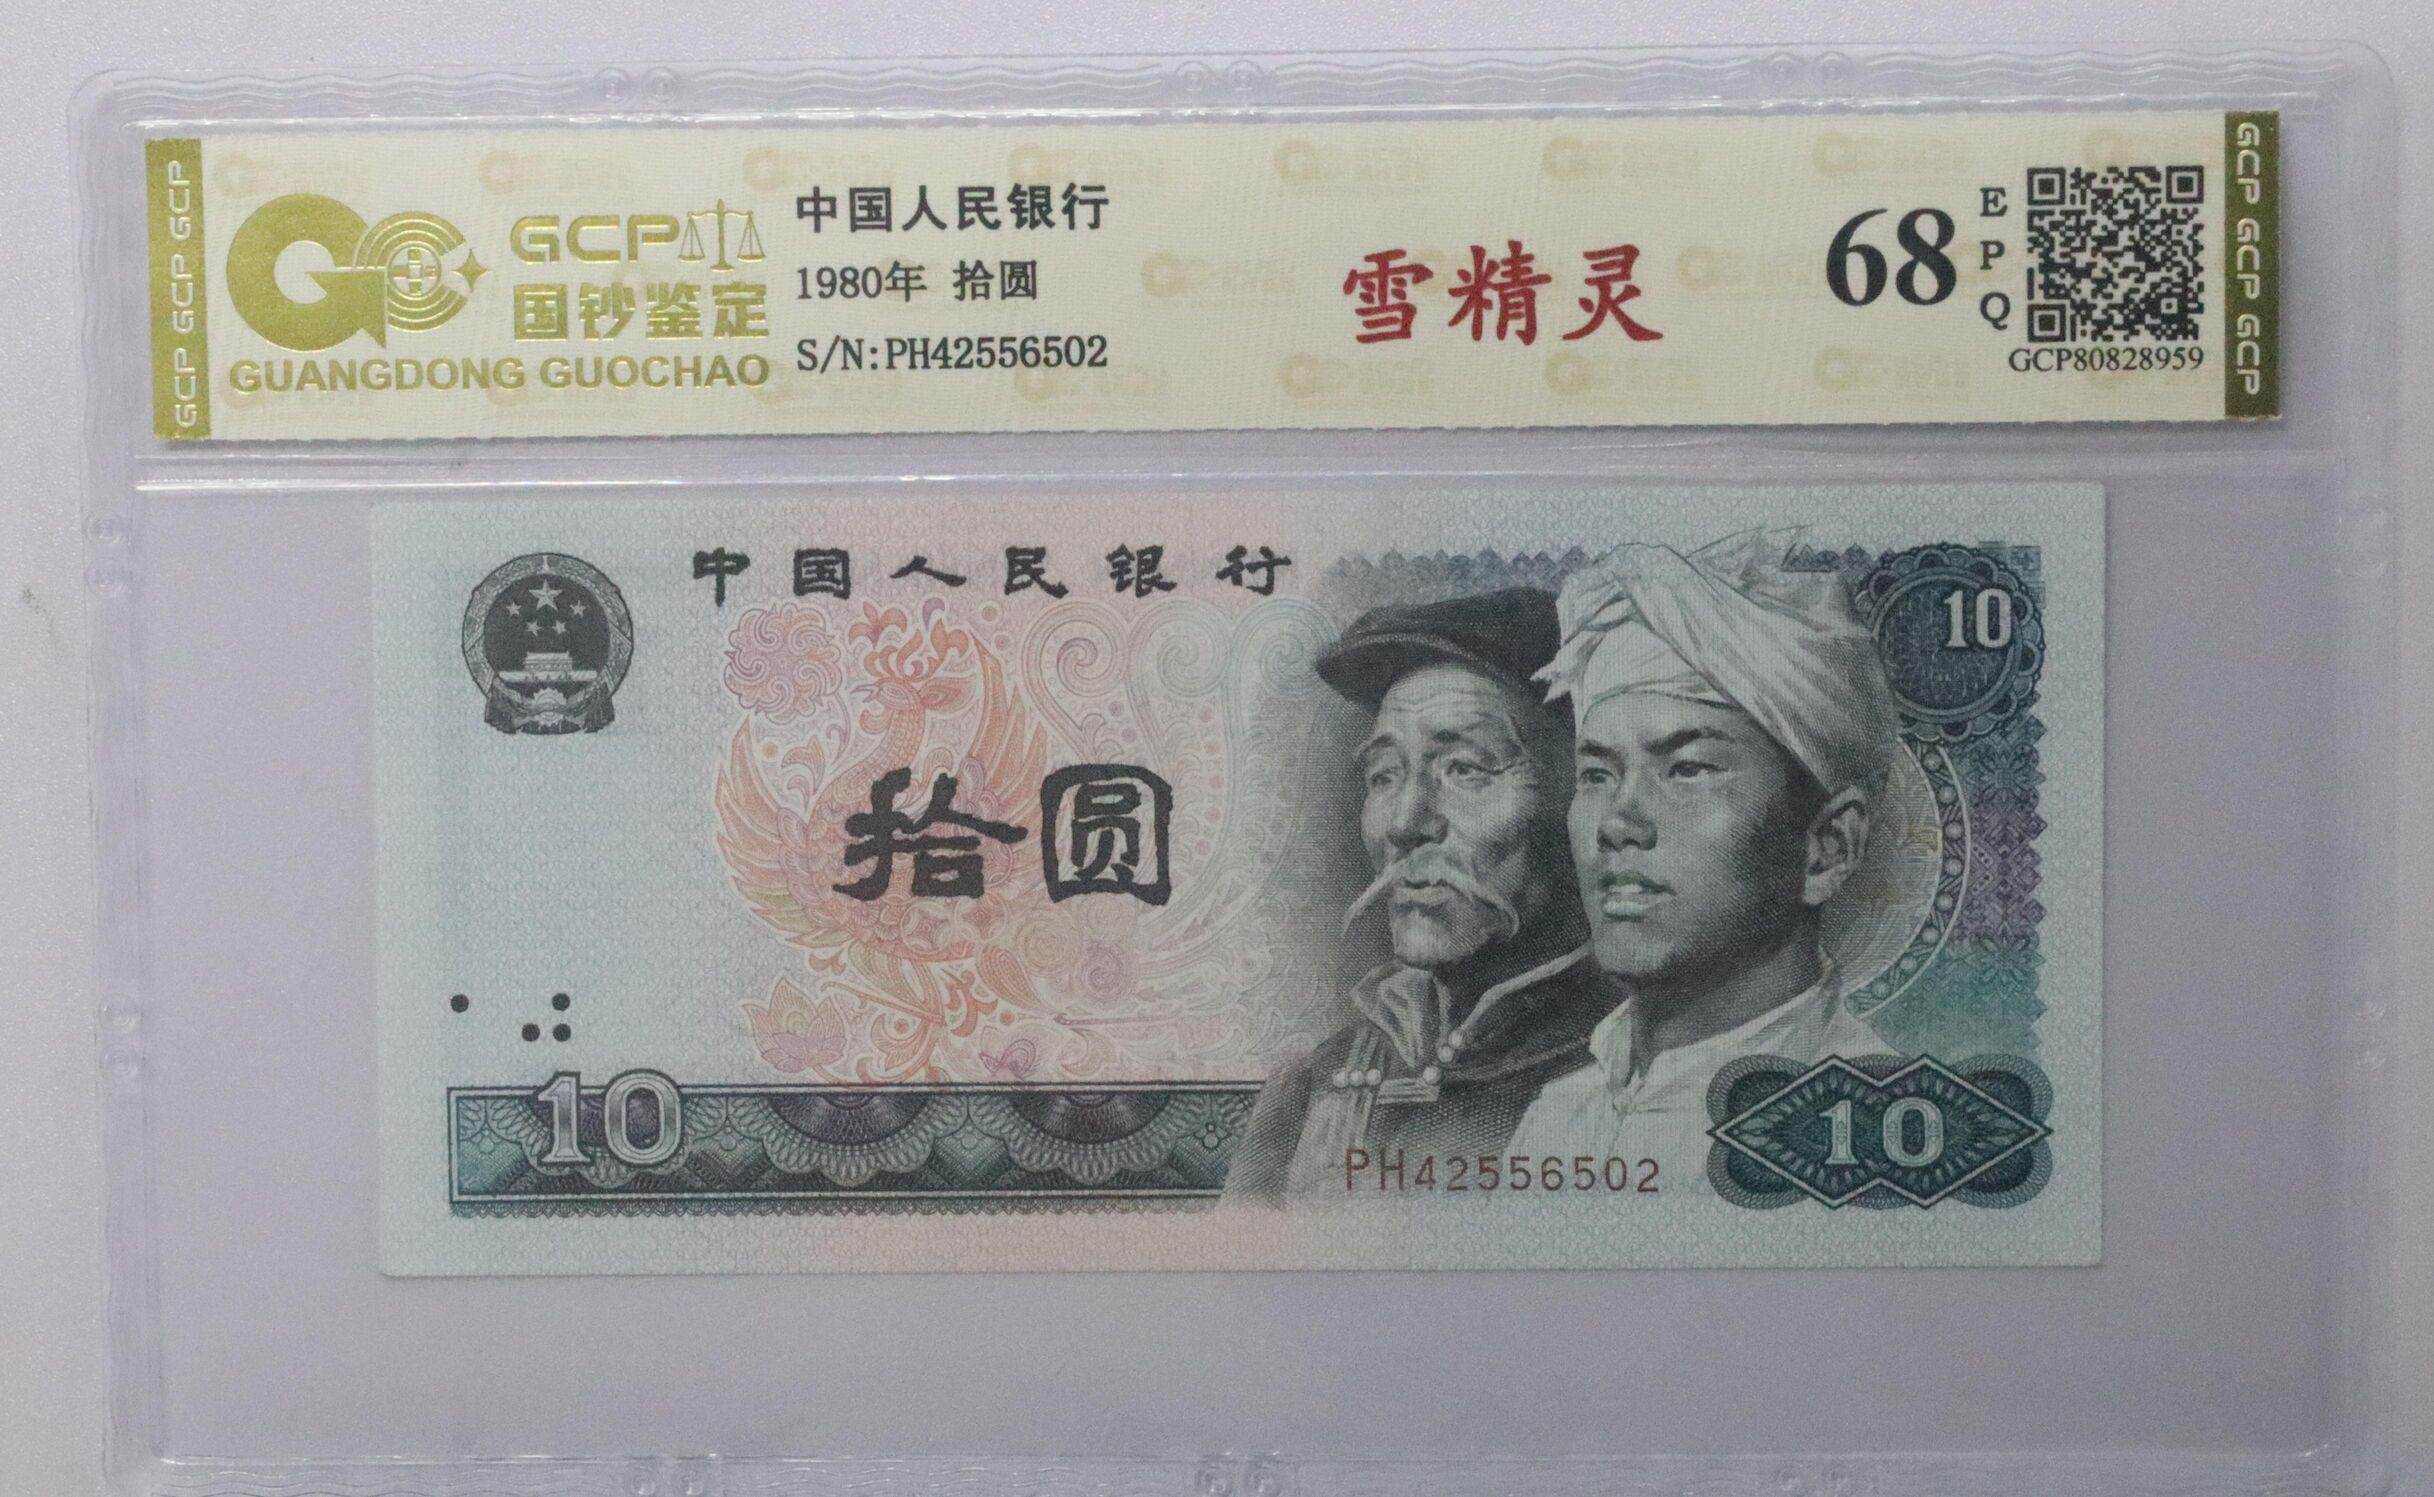 GCP GCP GCP
GCP
国钞鉴定
GUANGDONG GUOCHAO
中国人民银行
1980年 拾圆
S/N:PH42556502
雪精灵
68
EPQ
GCP80828959
GCP GCP GCP
中国人民银行
10
拾圆
10
PH42556502
10